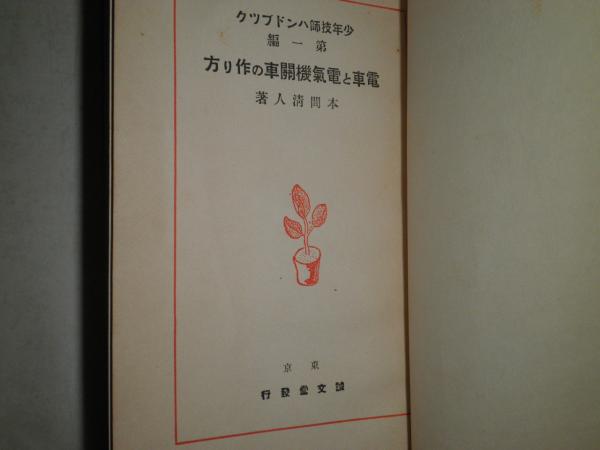 少年技師ハンドブツク
第一編
電車と電氣機關車の作り方
本間淸人著
東京
誠文堂發行